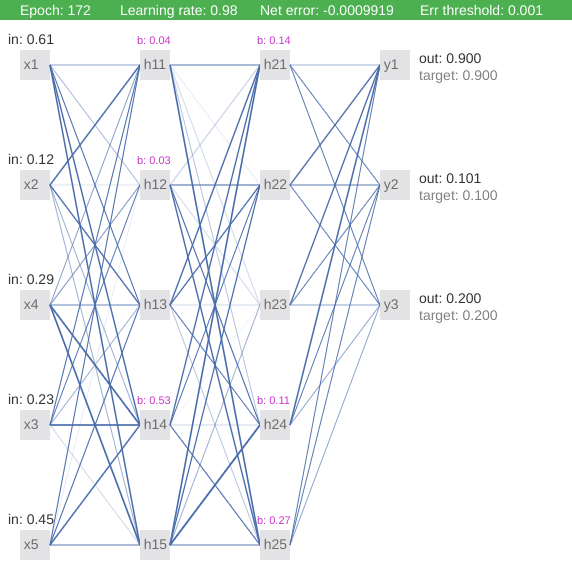 Epoch: 172 Learning rate: 0.98 Net error: -0.0009919 Err threshold: 0.001
in: 0.61 b: 0.04 b: 0.14
x1 h11 h21 y1 out: 0.900
target: 0.900
in: 0.12 b: 0.03
x2 h12 h22 y2 out: 0.101
target: 0.100
in: 0.29
x4 h13 h23 y3 out: 0.200
target: 0.200
in: 0.23 b: 0.53 b: 0.11
x3 h14 h24
in: 0.45 b: 0.27
x5 h15 h25